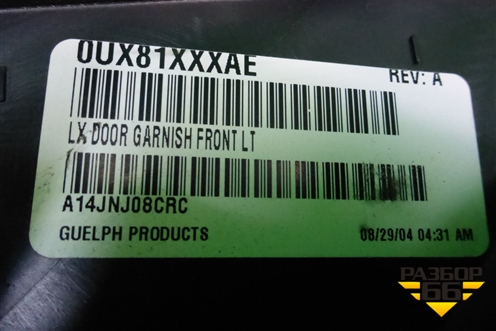 0UX81XXXAE
REV: A
LX DOOR GARNISH FRONT LT
A14JNJ08CRC
GUELPH PRODUCTS
08/29/04 04:31 AM
РАЗБОР
66